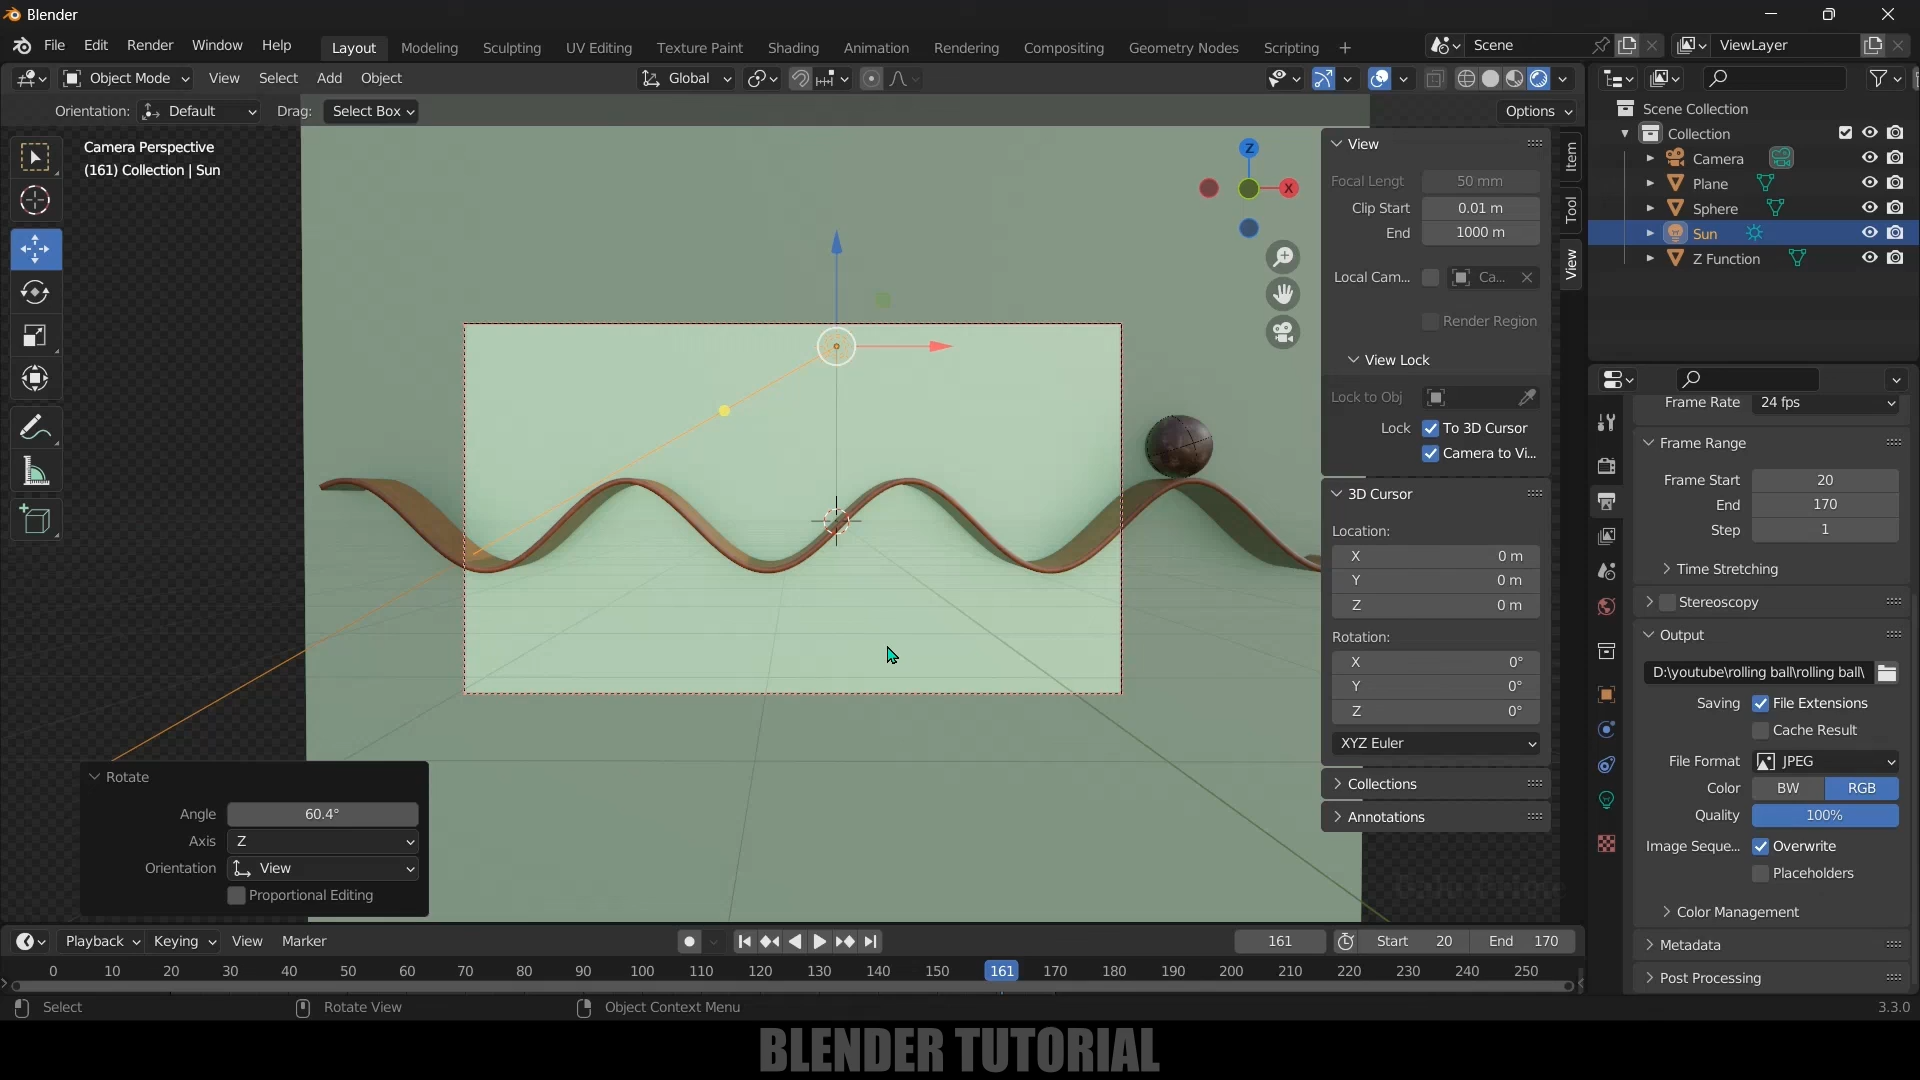 Blender
File Edit Render Window Help Layout Modeling Sculpting UV Editing Texture Paint Shading Animation Rendering Compositing Geometry Nodes Scripting + Scene ViewLayer
Object Mode View Select Add Object Global
Orientation: Default Drag: Select Box Options
Camera Perspective
(161) Collection | Sun
Z
X
View
Focal Lengt 50 mm
Clip Start 0.01 m
End 1000 m
Local Cam... Ca...
Render Region
View Lock
Lock to Obj
Lock To 3D Cursor
Camera to Vi...
3D Cursor
Location:
X 0 m
Y 0 m
Z 0 m
Rotation:
X 0°
Y 0°
Z 0°
XYZ Euler
Collections
Annotations
Item
Tool
View
Scene Collection
Collection
Camera
Plane
Sphere
Sun
Z Function
Frame Rate 24 fps
Frame Range
Frame Start 20
End 170
Step 1
Time Stretching
Stereoscopy
Output
D:\youtube\rolling ball\rolling ball\
Saving File Extensions
Cache Result
File Format JPEG
Color BW RGB
Quality 100%
Image Seque... Overwrite
Placeholders
Color Management
Metadata
Post Processing
Rotate
Angle 60.4°
Axis Z
Orientation View
Proportional Editing
Playback Keying View Marker 161 Start 20 End 170
0 10 20 30 40 50 60 70 80 90 100 110 120 130 140 150 161 170 180 190 200 210 220 230 240 250
Select Rotate View Object Context Menu 3.3.0
BLENDER TUTORIAL